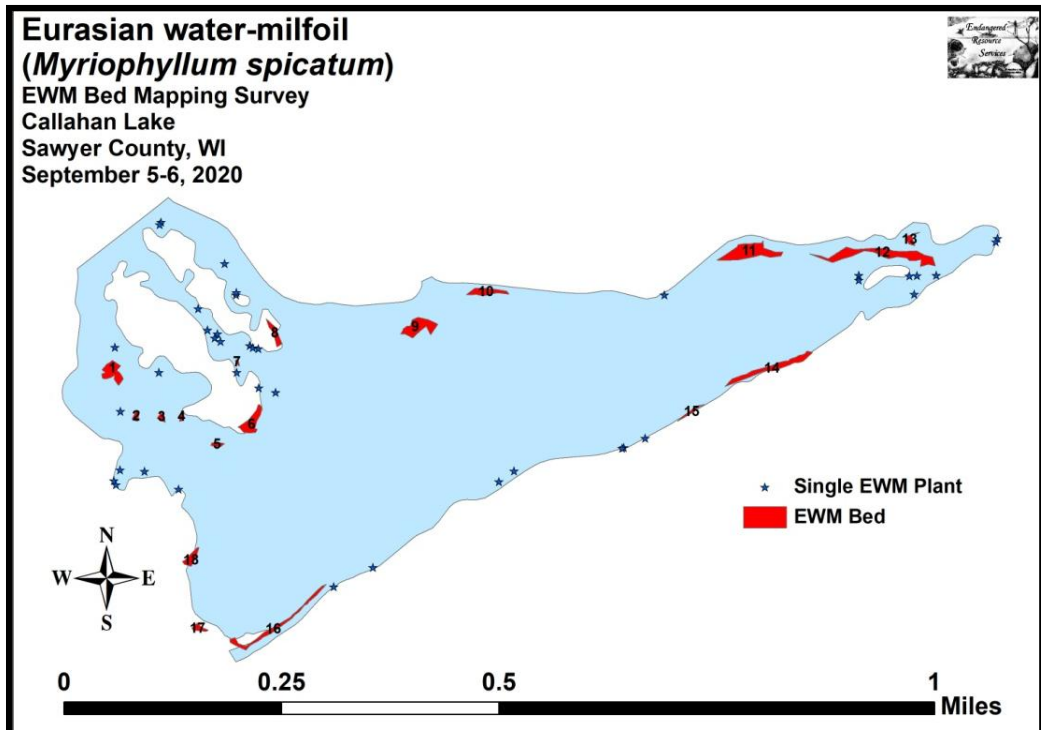 Eurasian water-milfoil
(Myriophyllum spicatum)
EWM Bed Mapping Survey
Callahan Lake
Sawyer County, WI
September 5-6, 2020
Endangered
Resource
Services
13
11
12
10
9
8
7
1
14
2
3
4
15
6
5
Single EWM Plant
EWM Bed
N
W
E
S
18
17
16
0
0.25
0.5
1
Miles